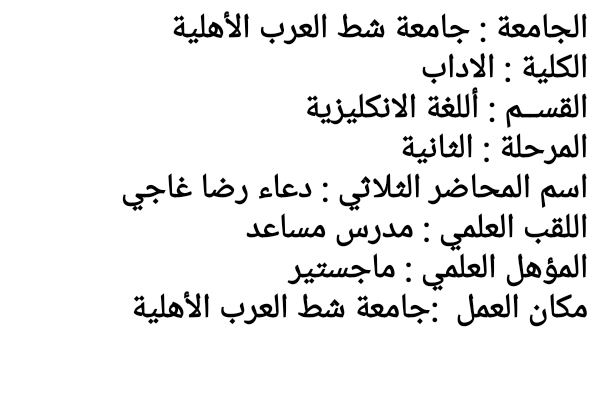 الجامعة : جامعة شط العرب الأهلية
الكلية : الاداب
القســم : أللغة الانكليزية
المرحلة : الثانية
اسم المحاضر الثلاثي : دعاء رضا غاجي
اللقب العلمي : مدرس مساعد
المؤهل العلمي : ماجستير
مكان العمل  :جامعة شط العرب الأهلية